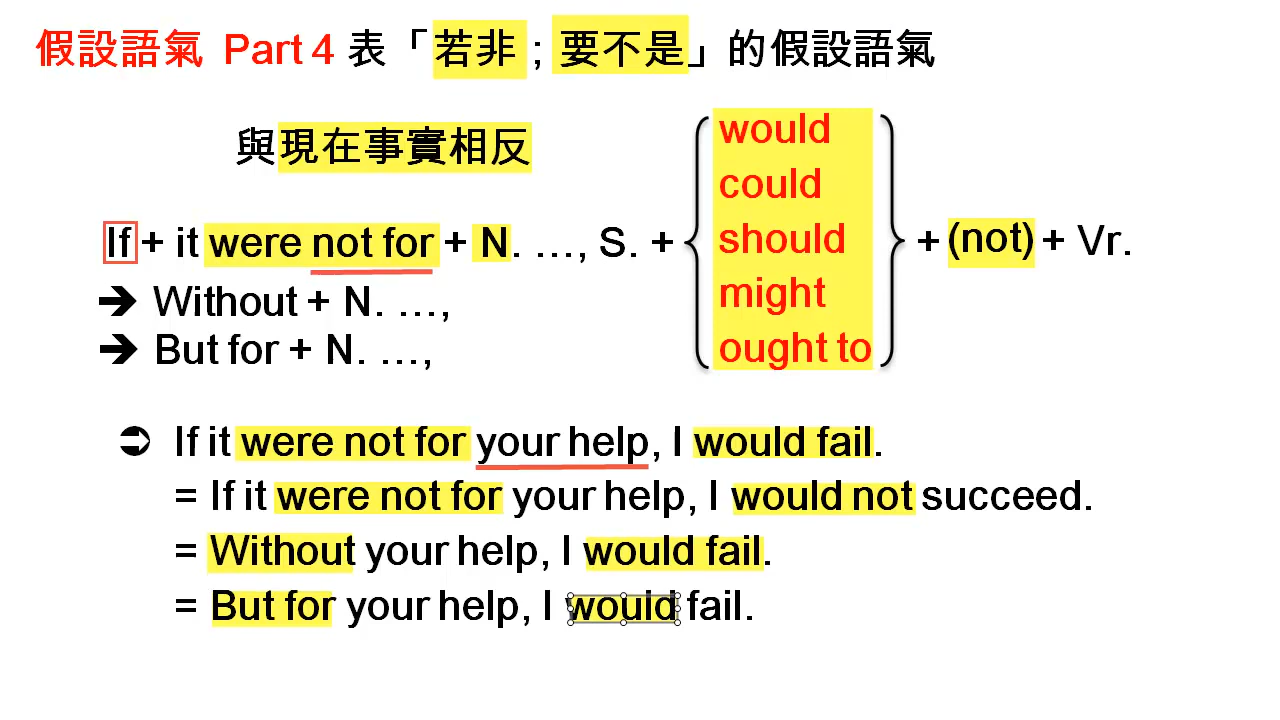 假設語氣 Part 4 表「若非；要不是」的假設語氣
與現在事實相反
would
could
should
might
ought to
If + it were not for + N. …, S. + + (not) + Vr.
➔ Without + N. …,
➔ But for + N. …,
➲ If it were not for your help, I would fail.
= If it were not for your help, I would not succeed.
= Without your help, I would fail.
= But for your help, I would fail.